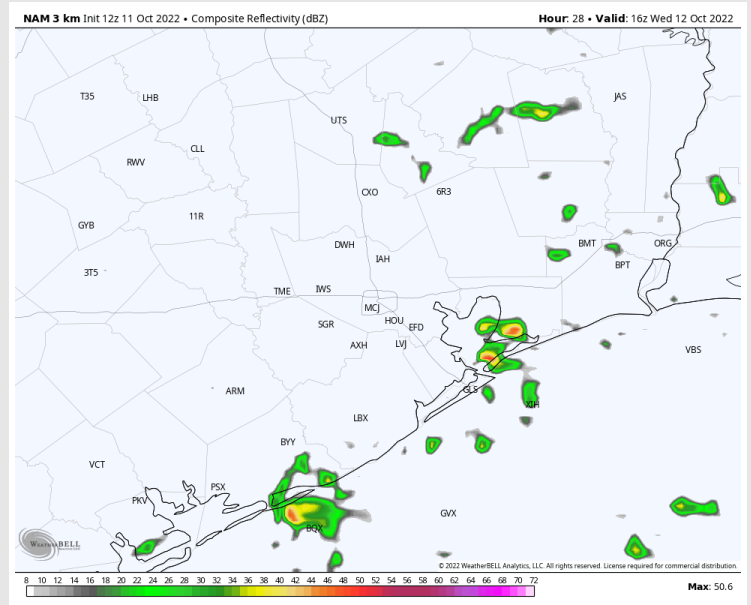 NAM 3 km Init 12z 11 Oct 2022 • Composite Reflectivity (dBZ)
Hour: 28 • Valid: 16z Wed 12 Oct 2022
T35
LHB
JAS
UTS
CLL
RWV
CXO
6R3
11R
GYB
DWH
IAH
BMT
ORG
BPT
3T5
TME
IWS
MCJ
SGR
HOU
EFD
AXH
LVJ
VBS
ARM
GLS
XIH
LBX
BYY
VCT
PSX
PKV
GVX
BQX
WeatherBELL
© 2022 WeatherBELL Analytics, LLC. All rights reserved. License required for commercial distribution.
8 10 12 14 16 18 20 22 24 26 28 30 32 34 35 36 38 40 42 44 46 48 50 52 54 56 58 60 62 64 66 68 70 72
Max: 50.6